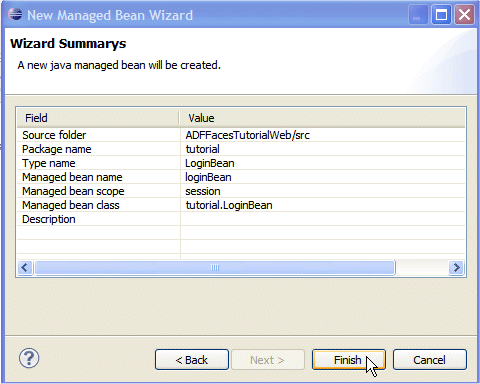 New Managed Bean Wizard
Wizard Summarys
A new java managed bean will be created.
Field Value
Source folder ADFFacesTutorialWeb/src
Package name tutorial
Type name LoginBean
Managed bean name loginBean
Managed bean scope session
Managed bean class tutorial.LoginBean
Description
? < Back Next > Finish Cancel